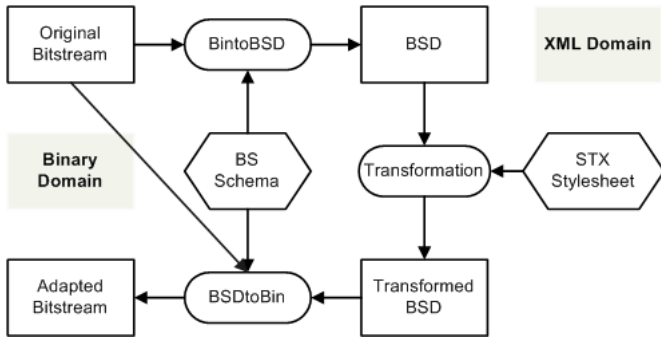 Original
Bitstream
BintoBSD
BSD
XML Domain
Binary
Domain
BS
Schema
Transformation
STX
Stylesheet
Adapted
Bitstream
BSDtoBin
Transformed
BSD